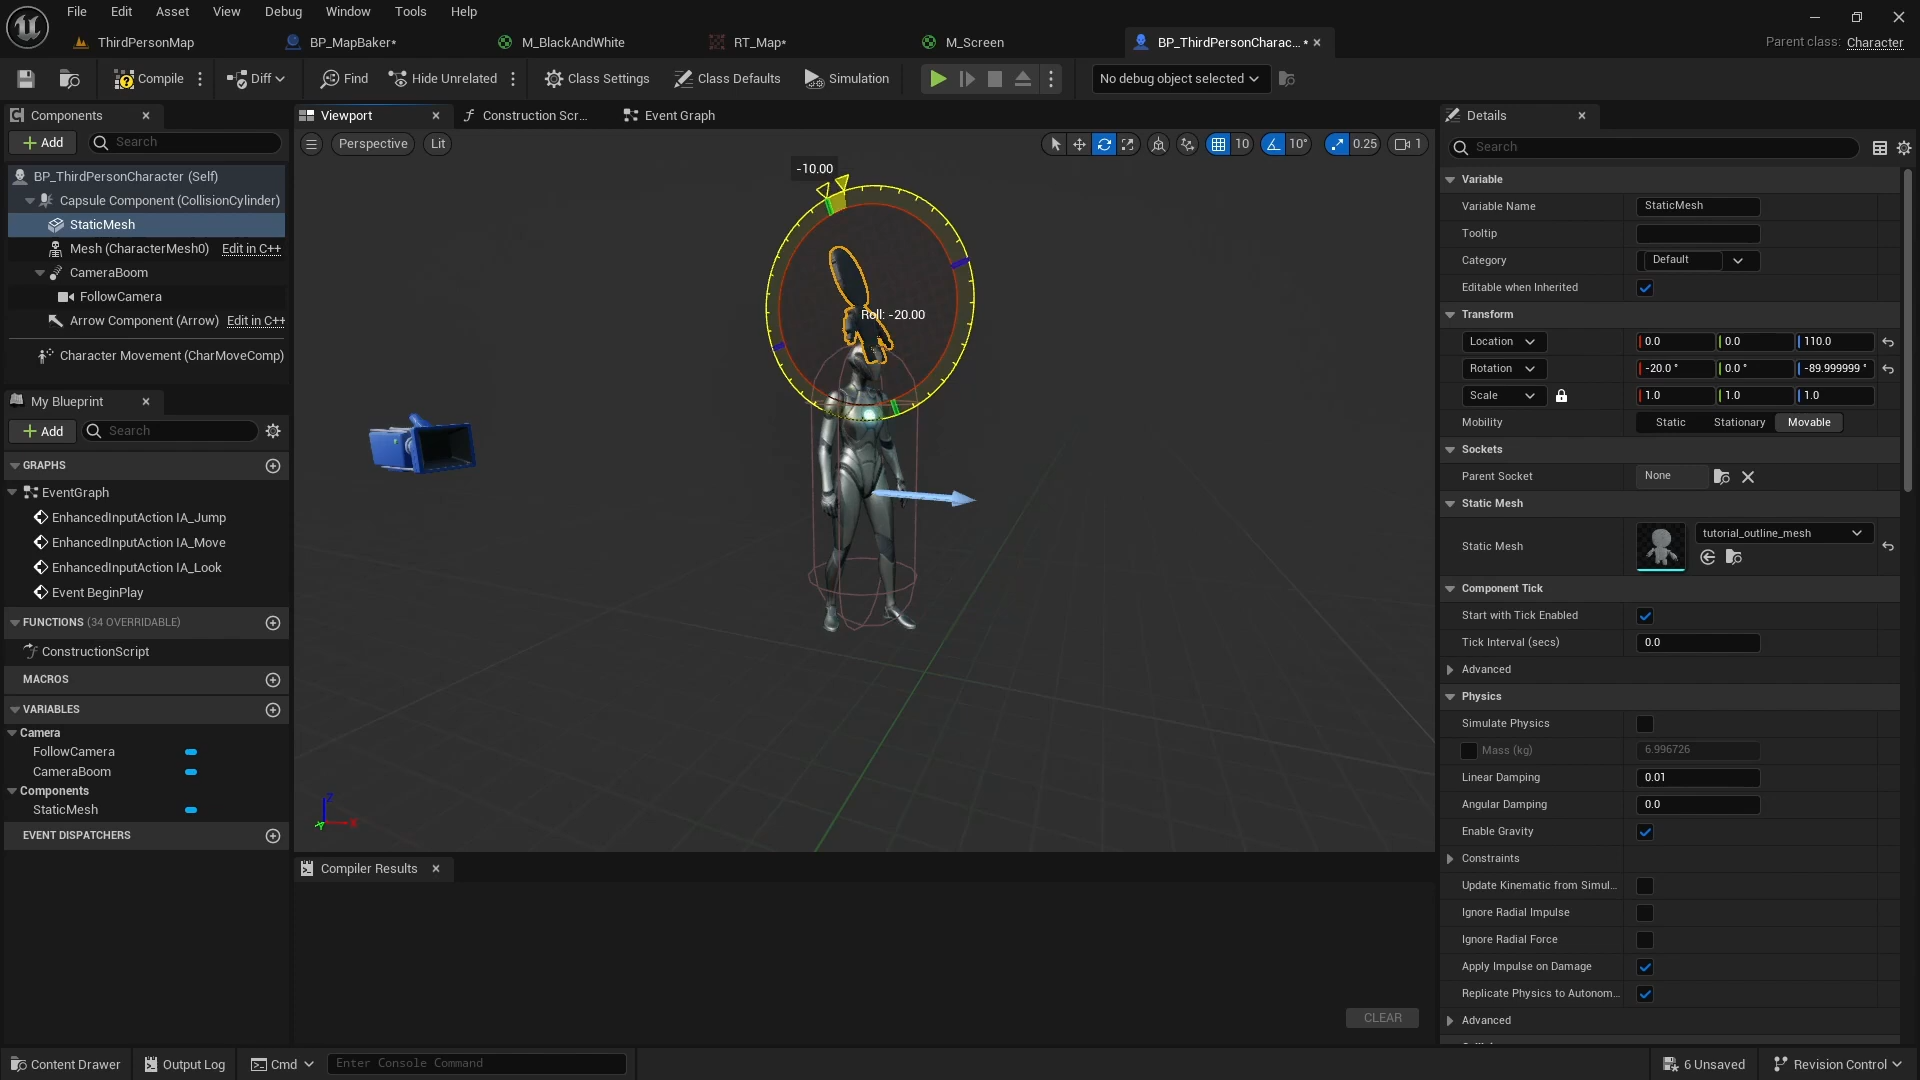 File Edit Asset View Debug Window Tools Help
ThirdPersonMap BP_MapBaker* M_BlackAndWhite RT_Map* M_Screen BP_ThirdPersonCharac...* Parent class: Character
Compile Diff Find Hide Unrelated Class Settings Class Defaults Simulation No debug object selected
Components
Add Search
BP_ThirdPersonCharacter (Self)
Capsule Component (CollisionCylinder)
StaticMesh
Mesh (CharacterMesh0) Edit in C++
CameraBoom
FollowCamera
Arrow Component (Arrow) Edit in C++
Character Movement (CharMoveComp)
My Blueprint
Add Search
GRAPHS
EventGraph
EnhancedInputAction IA_Jump
EnhancedInputAction IA_Move
EnhancedInputAction IA_Look
Event BeginPlay
FUNCTIONS (34 OVERRIDABLE)
ConstructionScript
MACROS
VARIABLES
Camera
FollowCamera
CameraBoom
Components
StaticMesh
EVENT DISPATCHERS
Viewport Construction Scr... Event Graph
Perspective Lit 10 10° 0.25 1
-10.00
Roll: -20.00
Z
Y
X
Compiler Results
CLEAR
Details
Search
Variable
Variable Name StaticMesh
Tooltip
Category Default
Editable when Inherited
Transform
Location 0.0 0.0 110.0
Rotation -20.0 ° 0.0 ° -89.999999 °
Scale 1.0 1.0 1.0
Mobility Static Stationary Movable
Sockets
Parent Socket None
Static Mesh
Static Mesh tutorial_outline_mesh
Component Tick
Start with Tick Enabled
Tick Interval (secs) 0.0
Advanced
Physics
Simulate Physics
Mass (kg) 6.996726
Linear Damping 0.01
Angular Damping 0.0
Enable Gravity
Constraints
Update Kinematic from Simul...
Ignore Radial Impulse
Ignore Radial Force
Apply Impulse on Damage
Replicate Physics to Autonom...
Advanced
Content Drawer Output Log Cmd Enter Console Command 6 Unsaved Revision Control